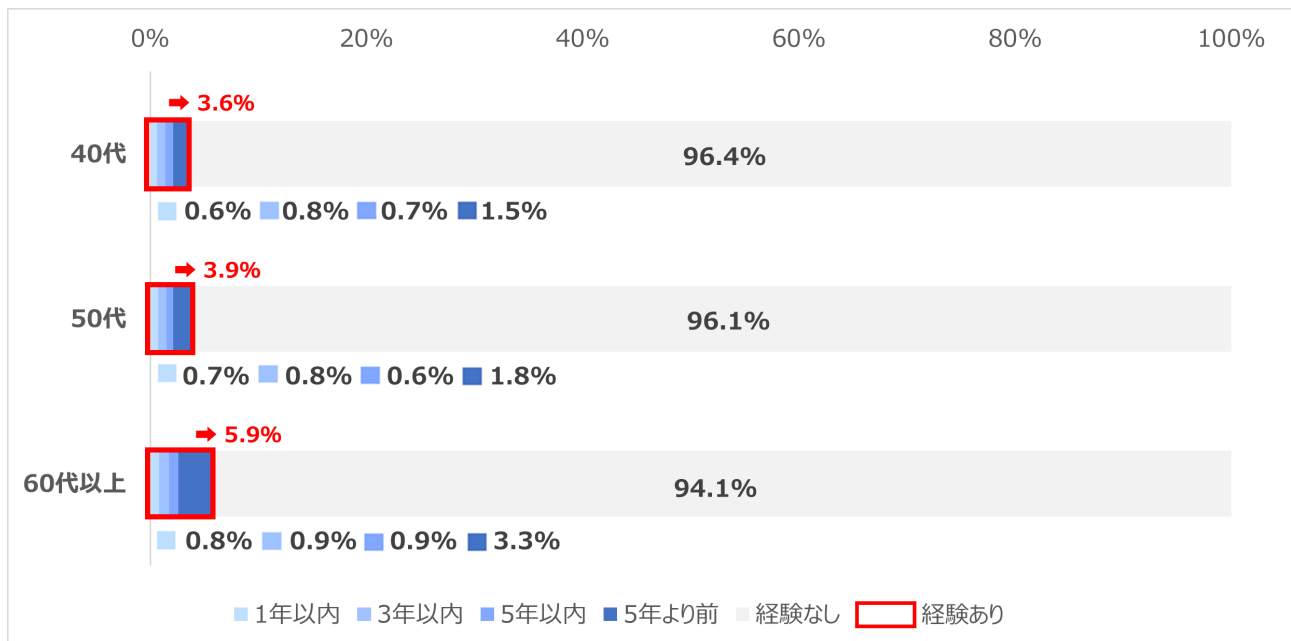 0% 20% 40% 60% 80% 100%
3.6%
40代 96.4%
0.6% 0.8% 0.7% 1.5%
3.9%
50代 96.1%
0.7% 0.8% 0.6% 1.8%
5.9%
60代以上 94.1%
0.8% 0.9% 0.9% 3.3%
1年以内 3年以内 5年以内 5年より前 経験なし 経験あり